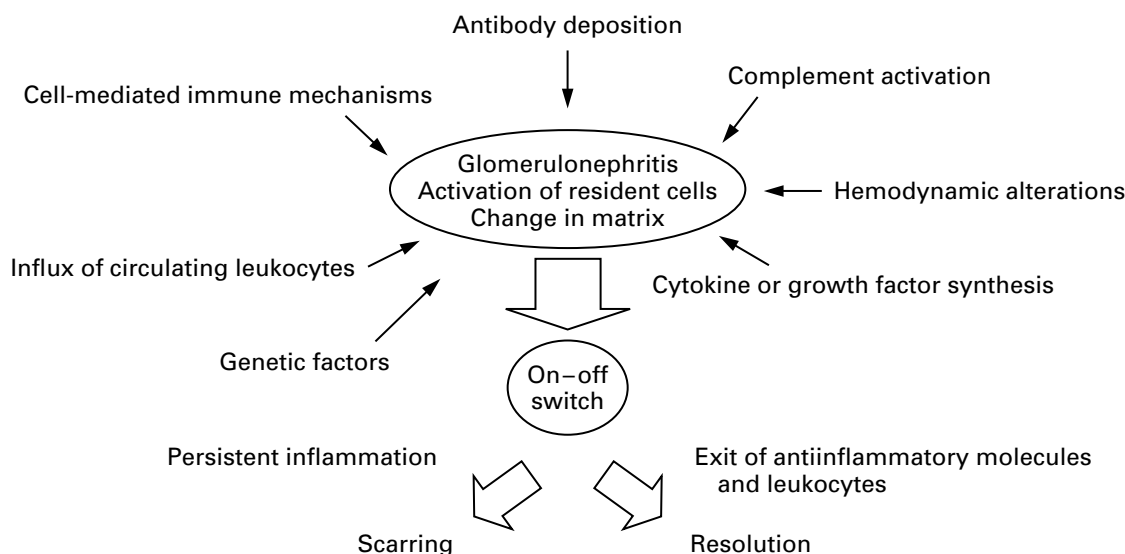 Antibody deposition
Complement activation
Cell-mediated immune mechanisms
Glomerulonephritis
Activation of resident cells
Change in matrix
Hemodynamic alterations
Influx of circulating leukocytes
Cytokine or growth factor synthesis
Genetic factors
On–off
switch
Persistent inflammation
Exit of antiinflammatory molecules
and leukocytes
Scarring
Resolution